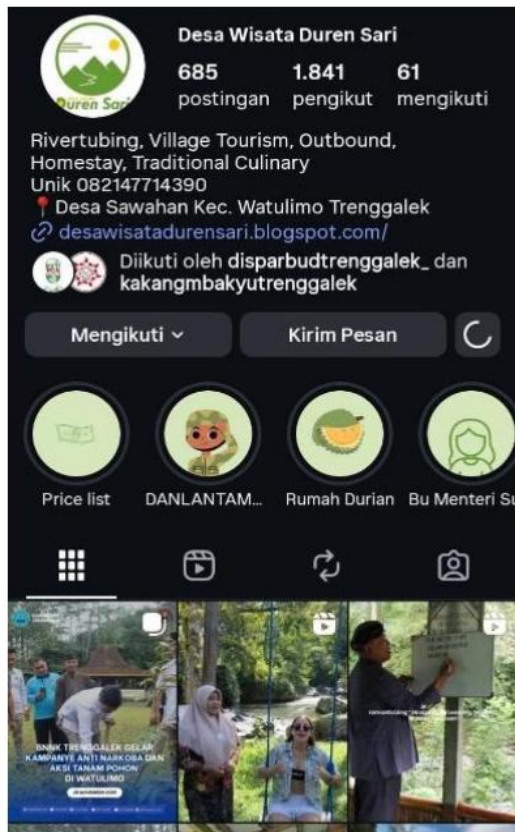 Duren Sari
Desa Wisata Duren Sari
685 1.841 61
postingan pengikut mengikuti
Rivertubing, Village Tourism, Outbound,
Homestay, Traditional Culinary
Unik 082147714390
📍 Desa Sawahan Kec. Watulimo Trenggalek
desawisatadurensari.blogspot.com/
Diikuti oleh disparbudtrenggalek_ dan
kakangmbakyutrenggalek
Mengikuti Kirim Pesan
Price list DANLANTAM... Rumah Durian Bu Menteri Su
BNNK TRENGGALEK GELAR
KAMPANYE ANTI NARKOBA DAN
AKSI TANAM POHON
DI WATULIMO